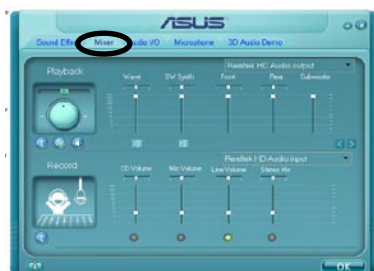 ASUS
Sound Effect Mixer Audio I/O Microphone 3D Audio Demo
Realtek HD Audio output
Playback
Wave SW Synth Front Rear Subwoofer
Realtek HD Audio input
Record
CD Volume Mic Volume Line Volume Stereo Mix
OK